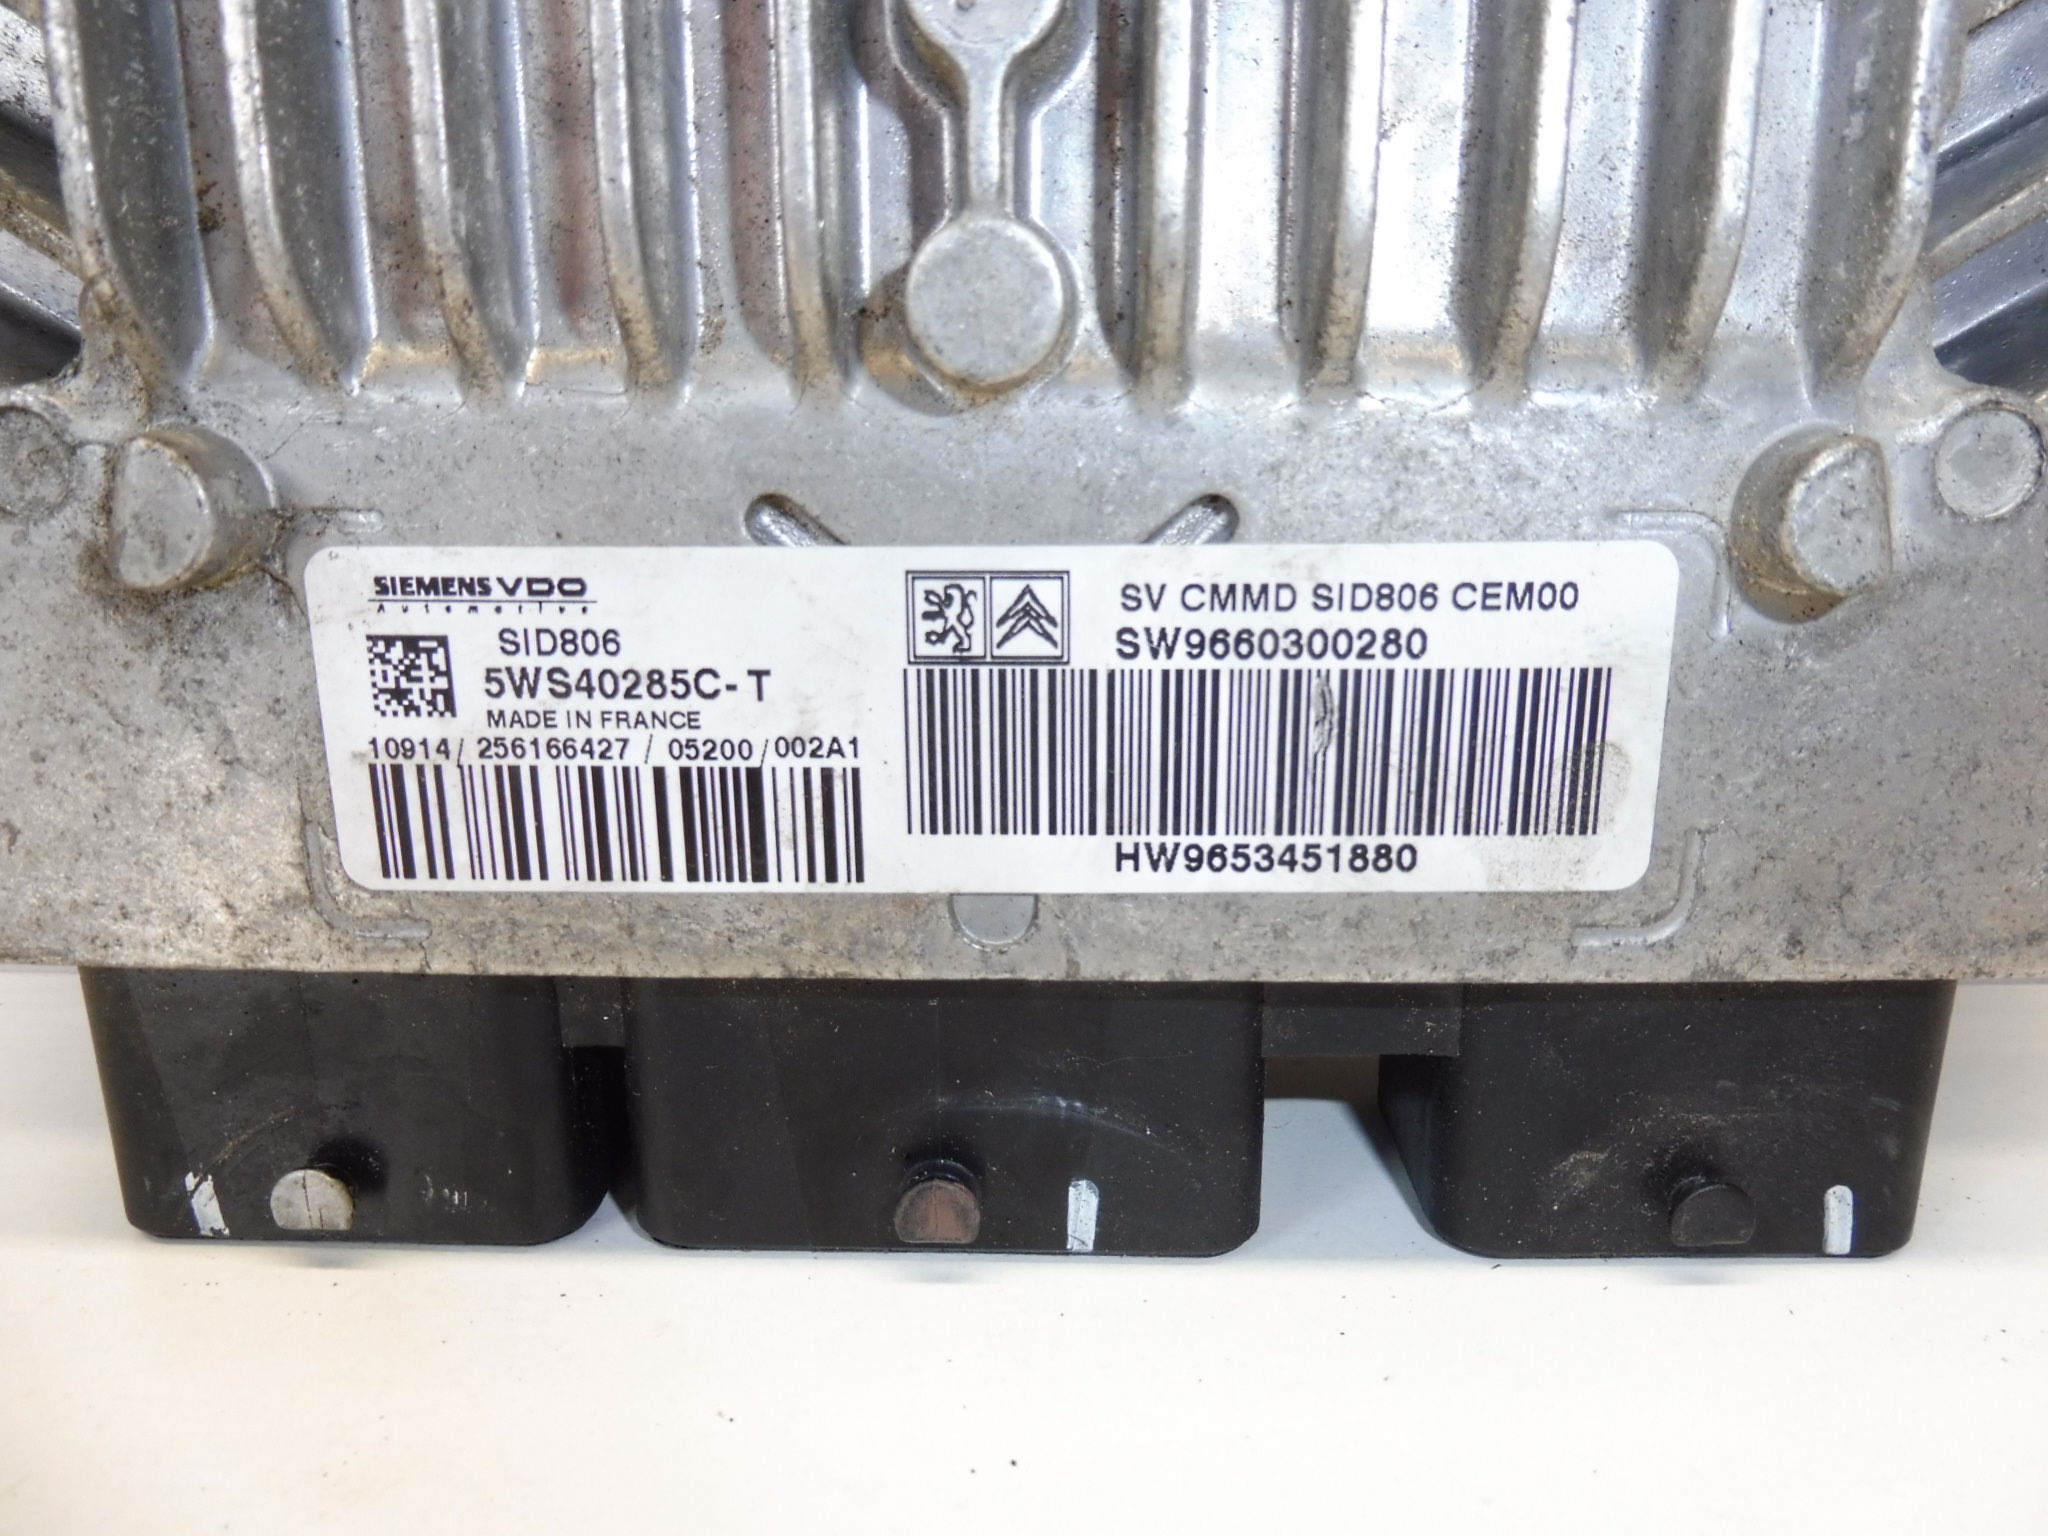 SIEMENS VDO
Automotive
SID806
5WS40285C-T
MADE IN FRANCE
10914/256166427/05200/002A1
SV CMMD SID806 CEM00
SW9660300280
HW9653451880